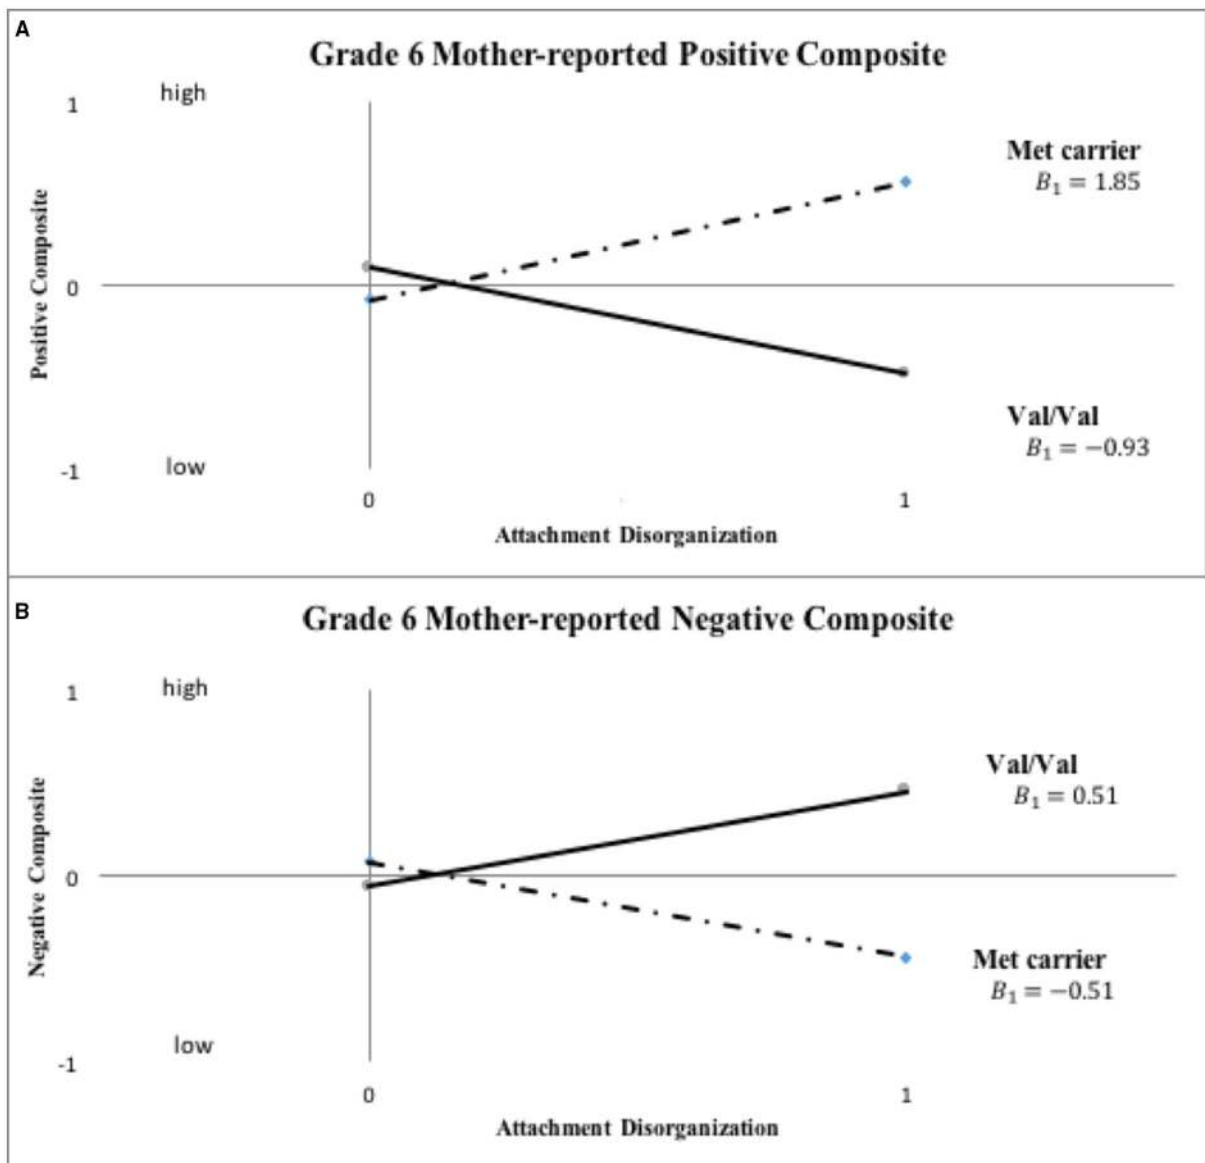 A
Grade 6 Mother-reported Positive Composite
high
1
Met carrier
B₁ = 1.85
Positive Composite
0
Val/Val
B₁ = −0.93
low
-1
0
1
Attachment Disorganization
B
Grade 6 Mother-reported Negative Composite
high
1
Val/Val
B₁ = 0.51
Negative Composite
0
Met carrier
B₁ = −0.51
low
-1
0
1
Attachment Disorganization